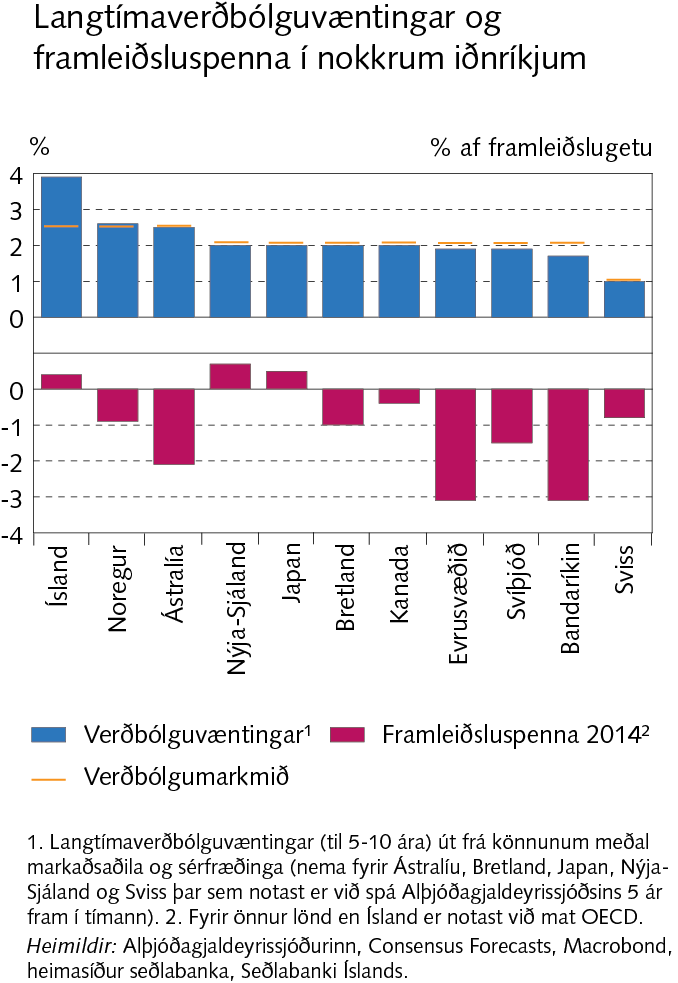 Langtímaverðbólguvæntingar og
framleiðsluspenna í nokkrum iðnríkjum
% % af framleiðslugetu
4
3
2
1
0
0
-1
-2
-3
-4
Ísland
Noregur
Ástralía
Nýja-Sjáland
Japan
Bretland
Kanada
Evrusvæðið
Svíþjóð
Bandaríkin
Sviss
Verðbólguvæntingar¹ Framleiðsluspenna 2014²
Verðbólgumarkmið
1. Langtímaverðbólguvæntingar (til 5-10 ára) út frá könnunum meðal
markaðsaðila og sérfræðinga (nema fyrir Ástralíu, Bretland, Japan, Nýja-
Sjáland og Sviss þar sem notast er við spá Alþjóðagjaldeyrissjóðsins 5 ár
fram í tímann). 2. Fyrir önnur lönd en Ísland er notast við mat OECD.
Heimildir: Alþjóðagjaldeyrissjóðurinn, Consensus Forecasts, Macrobond,
heimasíður seðlabanka, Seðlabanki Íslands.